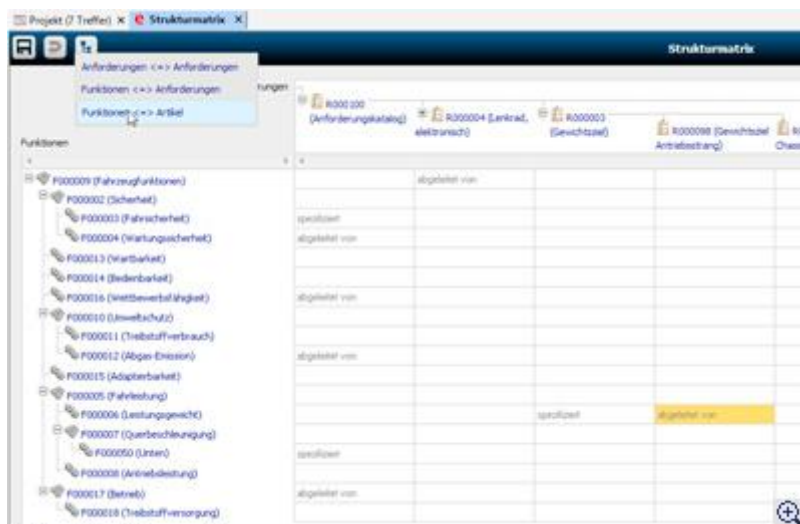 Projekt (7 Treffer) Strukturmatrix
Strukturmatrix
Anforderungen <=> Anforderungen
Funktionen <=> Anforderungen
Funktionen <=> Artikel
rungen
Funktionen
R000100
(Anforderungskatalog)
R000004 (Lenkrad,
elektronisch)
R000003
(Gewichtsziel)
R000098 (Gewichtsziel
Antriebsstrang)
Chass
F000009 (Fahrzeugfunktionen) abgeleitet von
F000002 (Sicherheit)
F000003 (Fahrsicherheit) spezifiziert
F000004 (Wartungssicherheit) abgeleitet von
F000013 (Wartbarkeit)
F000014 (Bedienbarkeit)
F000016 (Wettbewerbsfähigkeit) abgeleitet von
F000010 (Umweltschutz)
F000011 (Treibstoffverbrauch)
F000012 (Abgas-Emission) abgeleitet von
F000015 (Adaptierbarkeit)
F000005 (Fahrleistung)
F000006 (Leistungsgewicht) spezifiziert abgeleitet von
F000007 (Querbeschleunigung)
F000050 (Unten) spezifiziert
F000008 (Antriebsleistung)
F000017 (Betrieb) abgeleitet von
F000018 (Treibstoffversorgung)